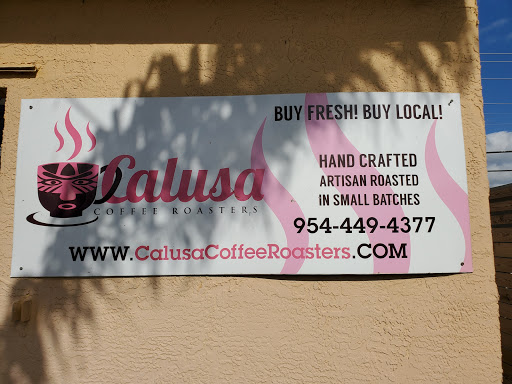 BUY FRESH! BUY LOCAL!
Calusa
COFFEE ROASTERS
HAND CRAFTED
ARTISAN ROASTED
IN SMALL BATCHES
954-449-4377
WWW.CALUSACOFFEEROASTERS.COM